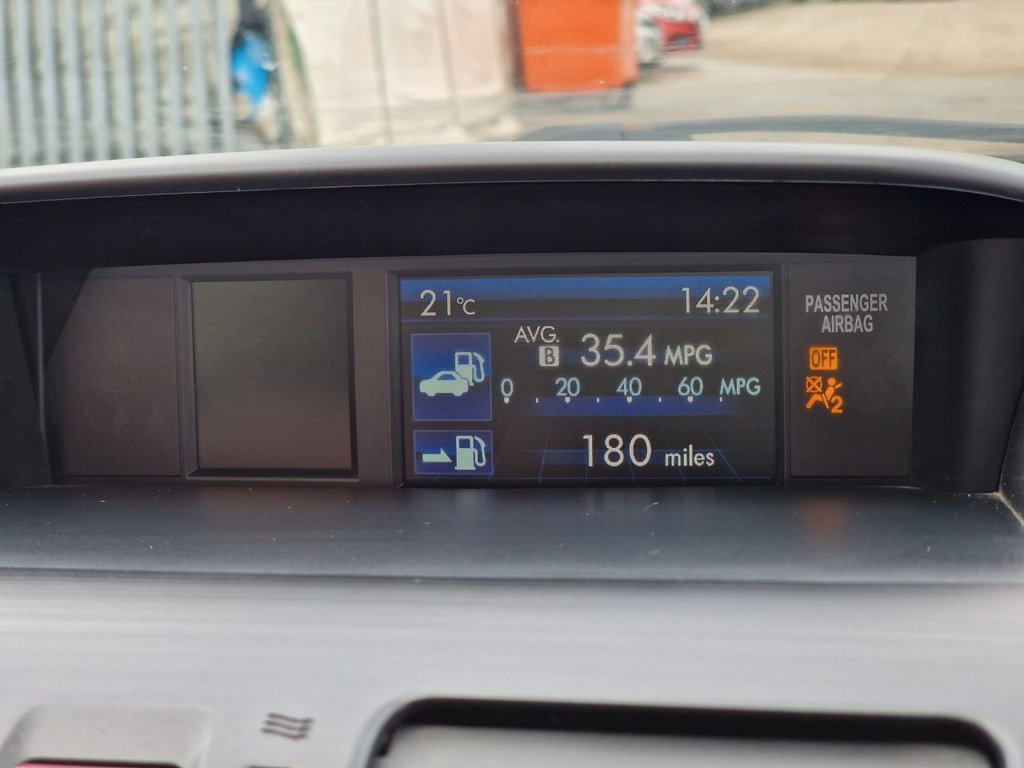 21°C 14:22
AVG.
B 35.4 MPG
0 20 40 60 MPG
180 miles
PASSENGER
AIRBAG
OFF
2